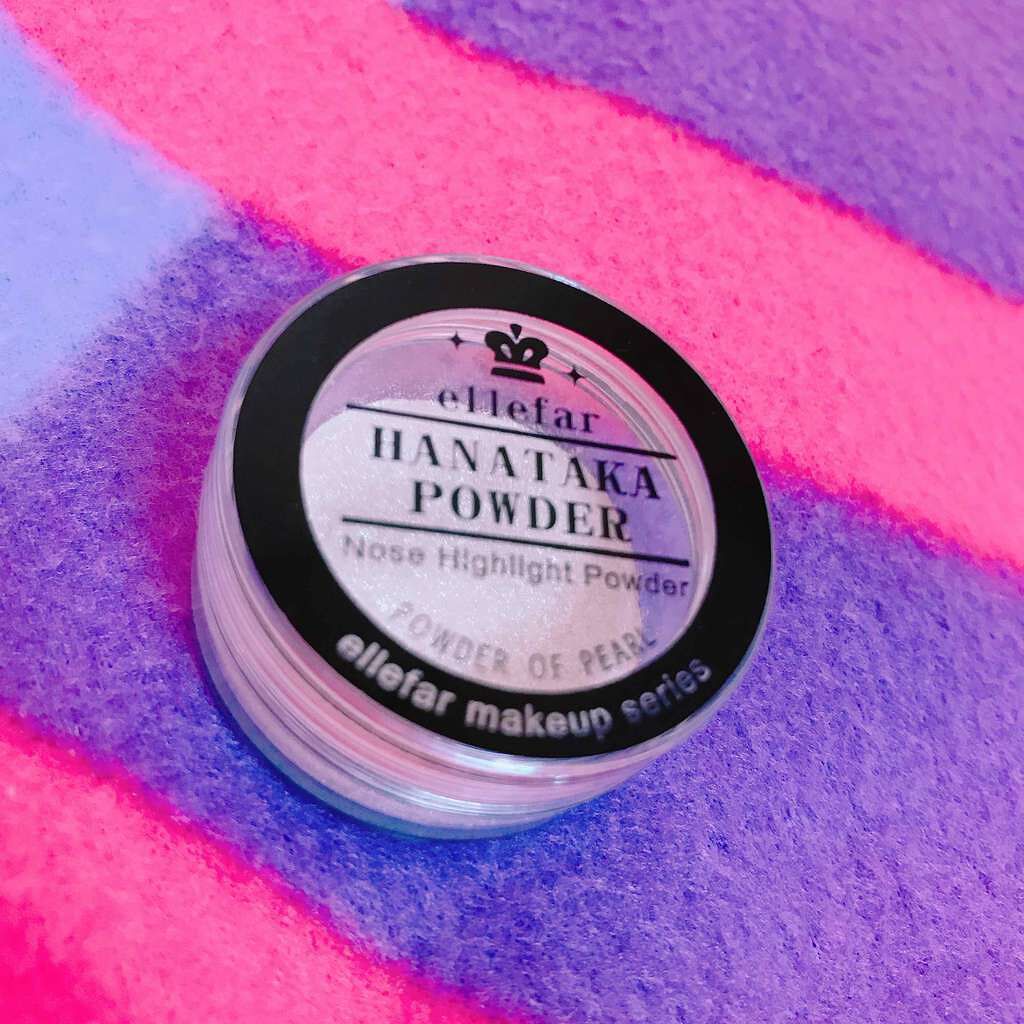 ellefar
HANATAKA
POWDER
Nose Highlight Powder
POWDER OF PEARL
ellefar makeup series